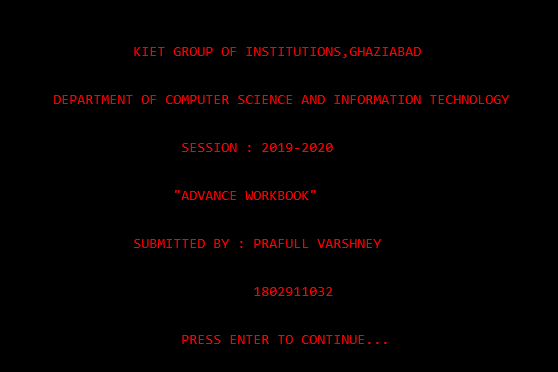 KIET GROUP OF INSTITUTIONS,GHAZIABAD
DEPARTMENT OF COMPUTER SCIENCE AND INFORMATION TECHNOLOGY
SESSION : 2019-2020
"ADVANCE WORKBOOK"
SUBMITTED BY : PRAFULL VARSHNEY
1802911032
PRESS ENTER TO CONTINUE...